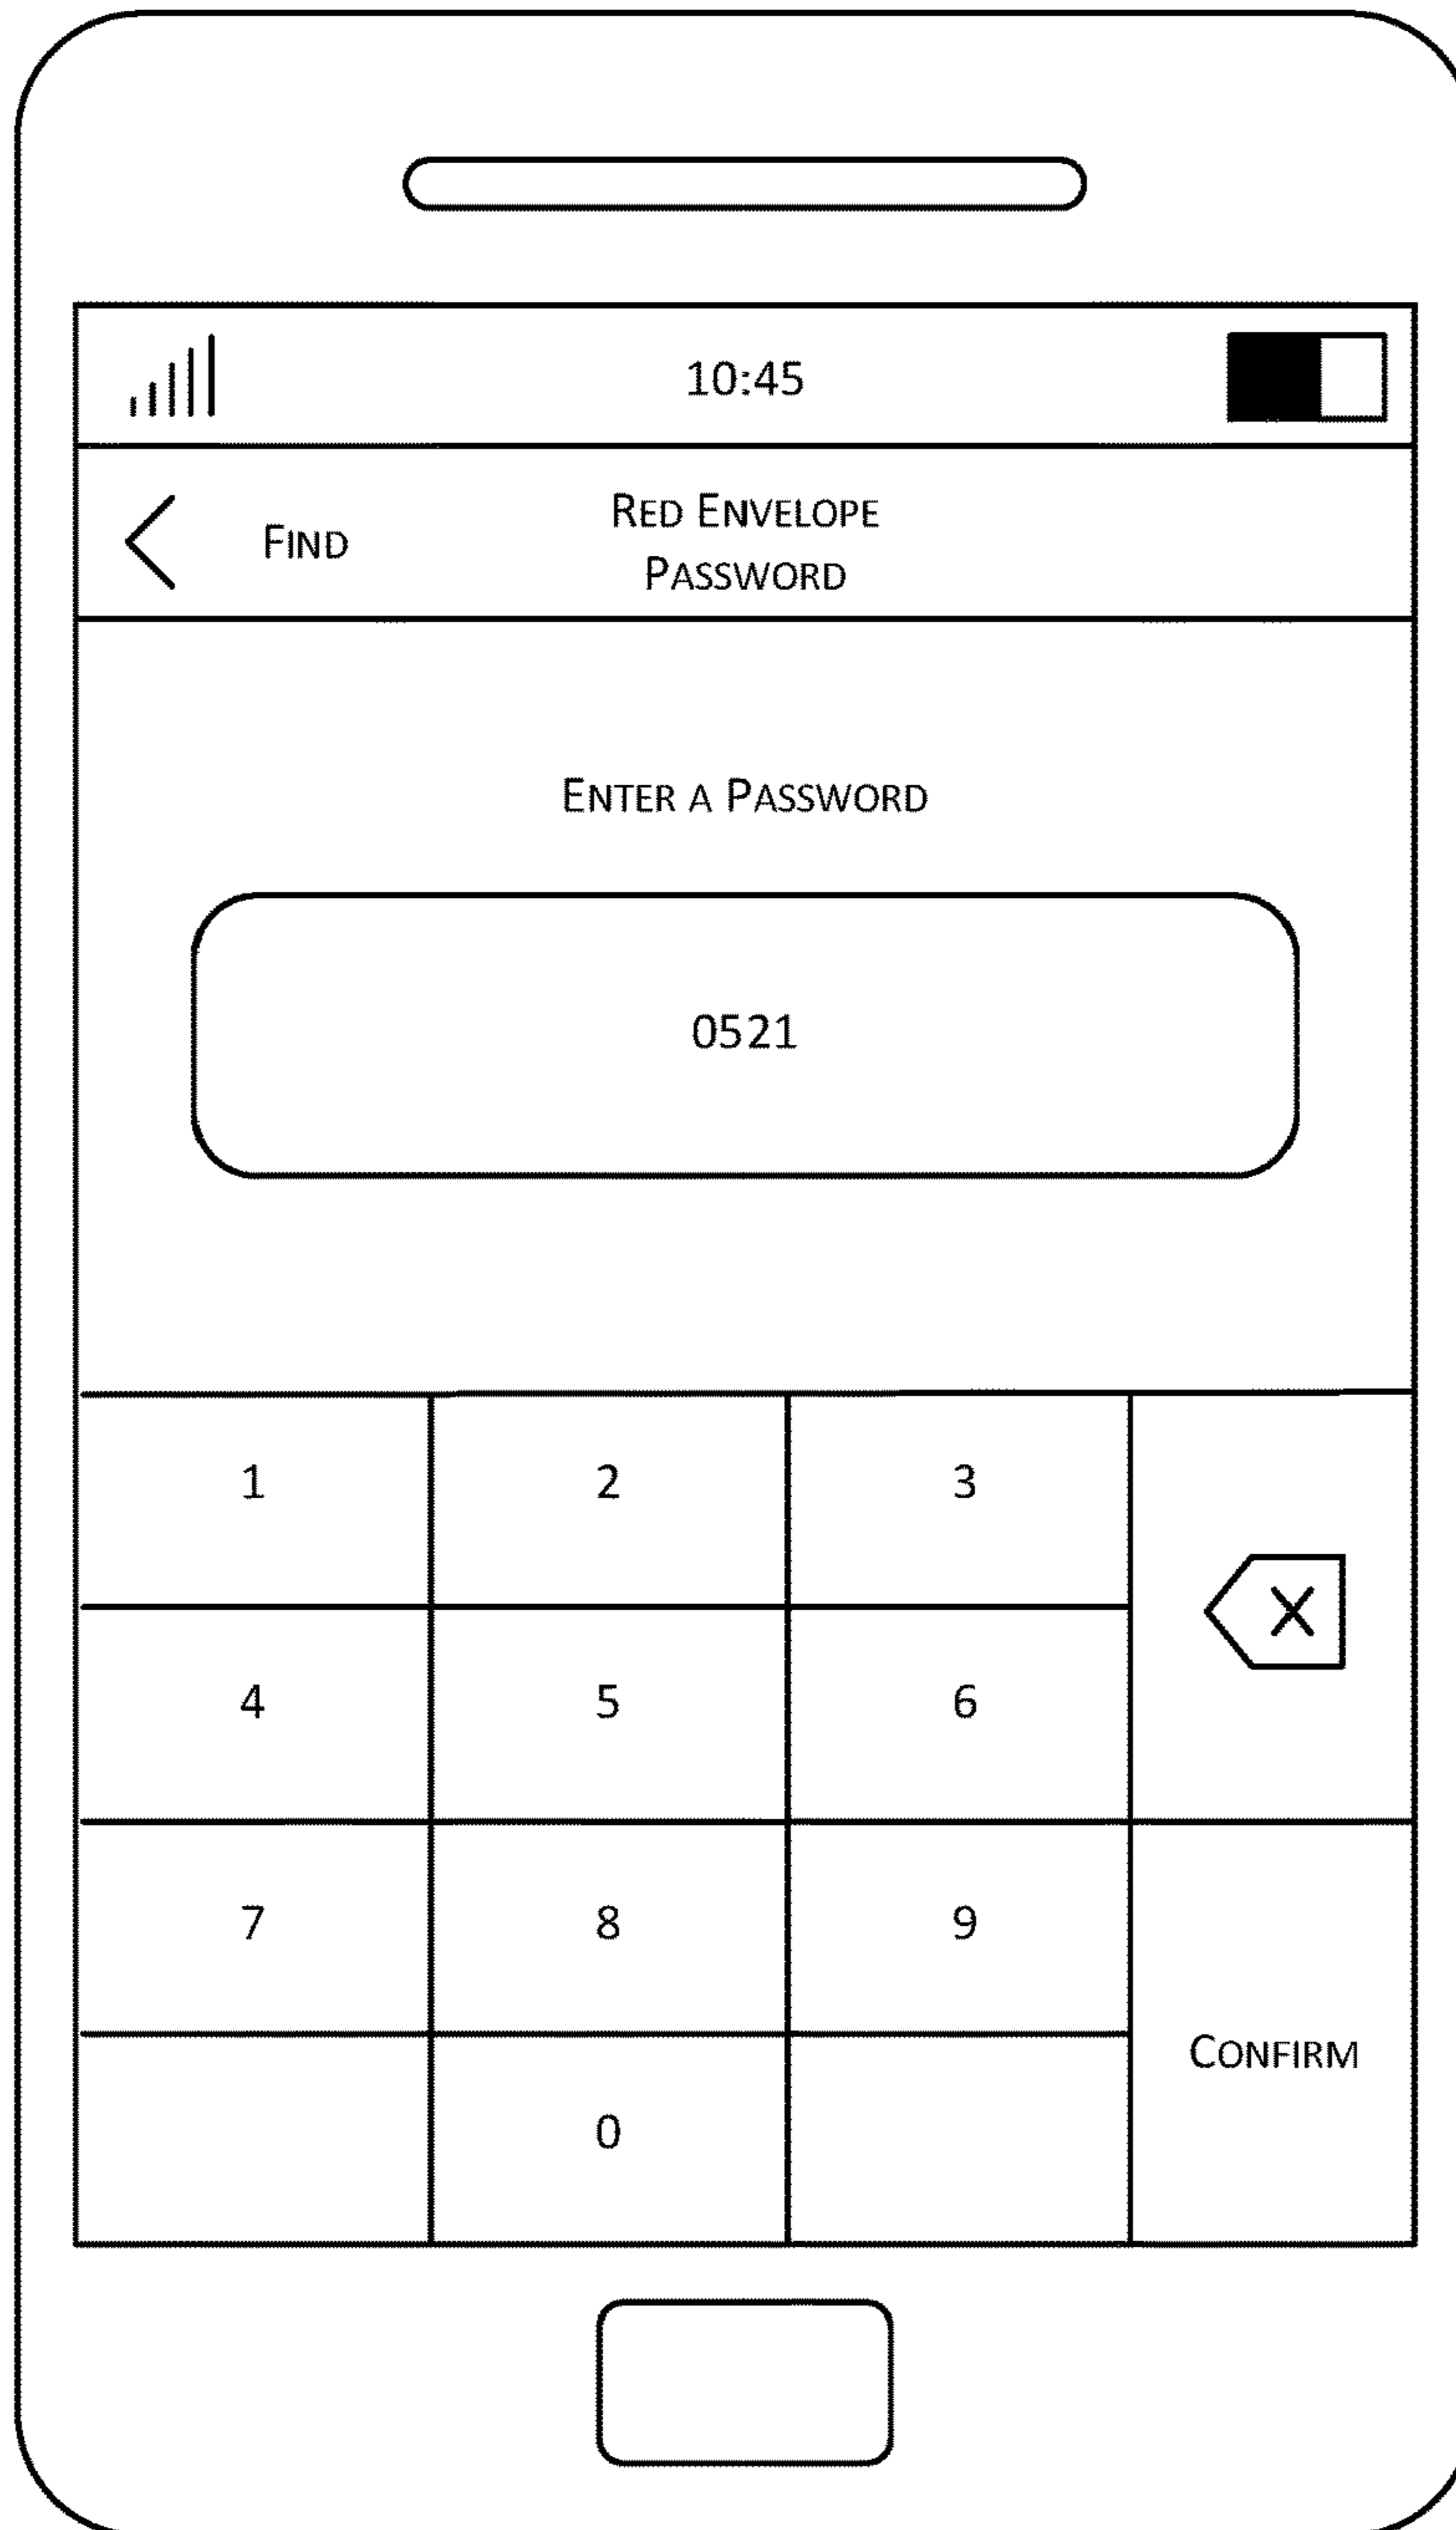 10:45
Find
Red Envelope
Password
Enter a Password
0521
1 2 3
4 5 6
7 8 9
Confirm
0